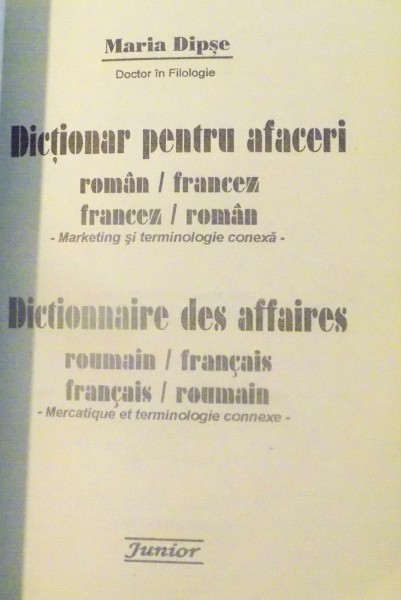 Maria Dipșe
Doctor în Filologie
Dicționar pentru afaceri
român / francez
francez / român
- Marketing și terminologie conexă -
Dictionnaire des affaires
roumain / français
français / roumain
- Mercatique et terminologie connexe -
Junior